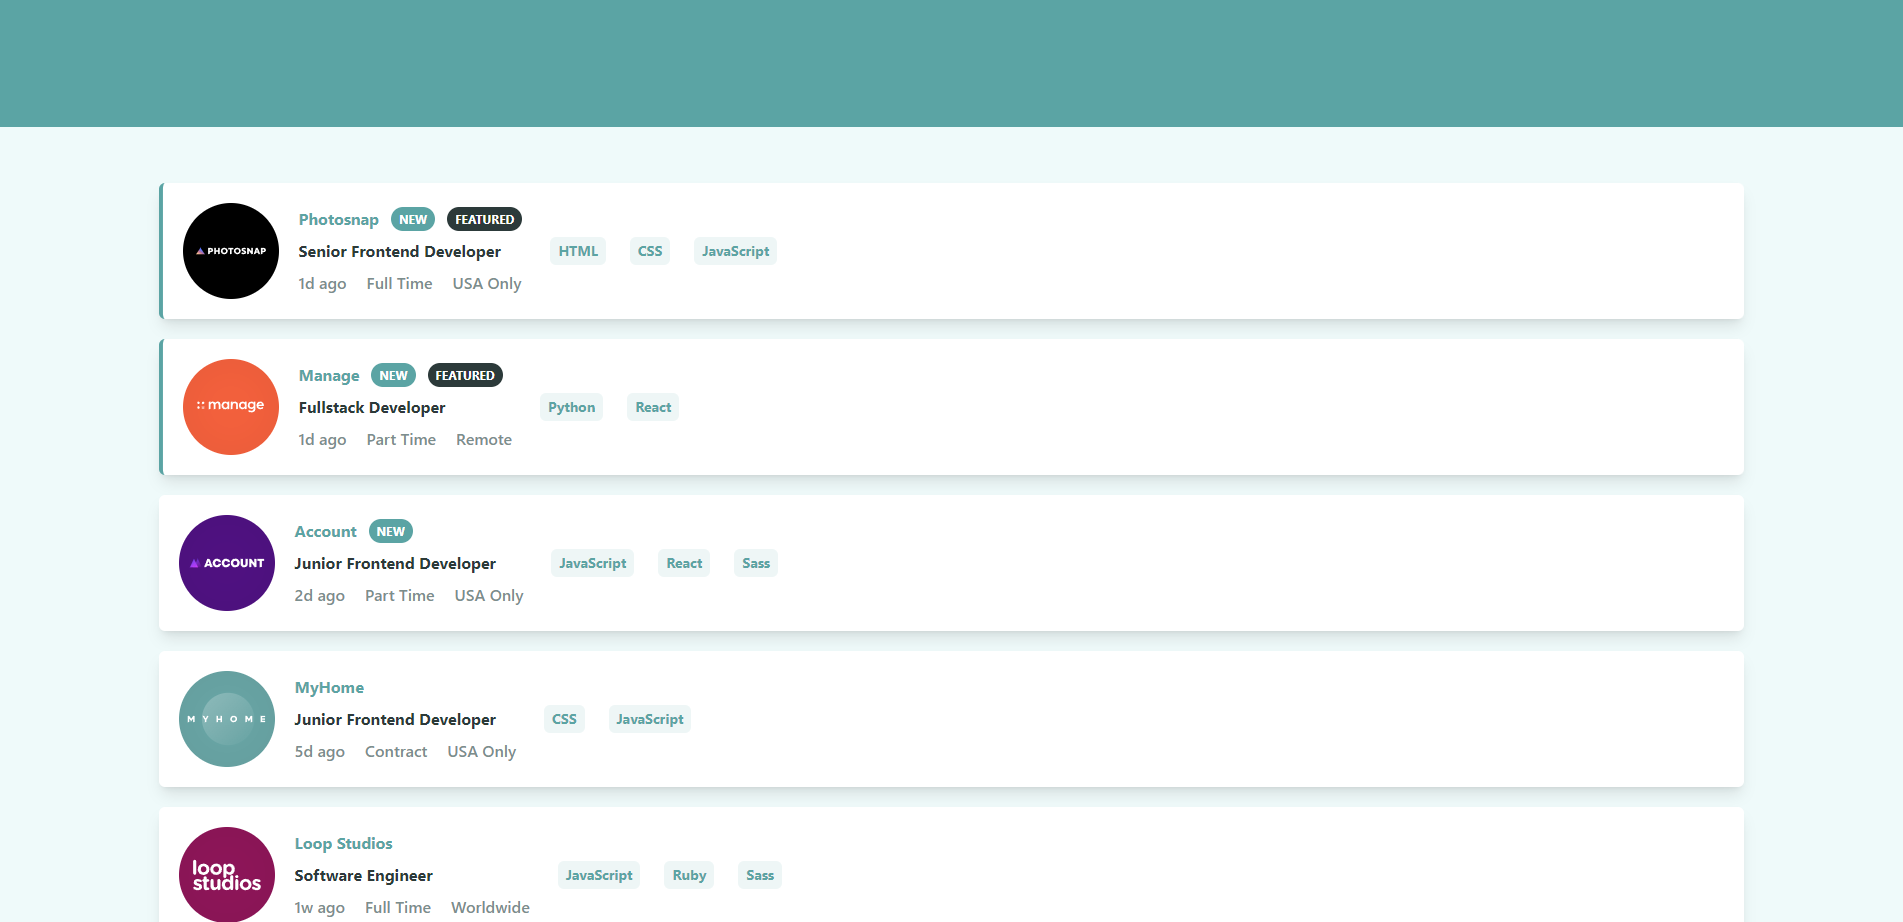 PHOTOSNAP
Photosnap NEW FEATURED
Senior Frontend Developer
1d ago Full Time USA Only
HTML CSS JavaScript
manage
Manage NEW FEATURED
Fullstack Developer
1d ago Part Time Remote
Python React
ACCOUNT
Account NEW
Junior Frontend Developer
2d ago Part Time USA Only
JavaScript React Sass
MYHOME
MyHome
Junior Frontend Developer
5d ago Contract USA Only
CSS JavaScript
loop
studios
Loop Studios
Software Engineer
1w ago Full Time Worldwide
JavaScript Ruby Sass